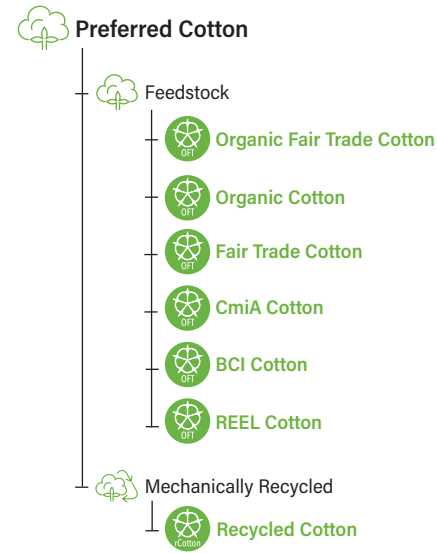 Preferred Cotton
Feedstock
OFT
Organic Fair Trade Cotton
OFT
Organic Cotton
OFT
Fair Trade Cotton
OFT
CmiA Cotton
OFT
BCI Cotton
OFT
REEL Cotton
Mechanically Recycled
rCotton
Recycled Cotton